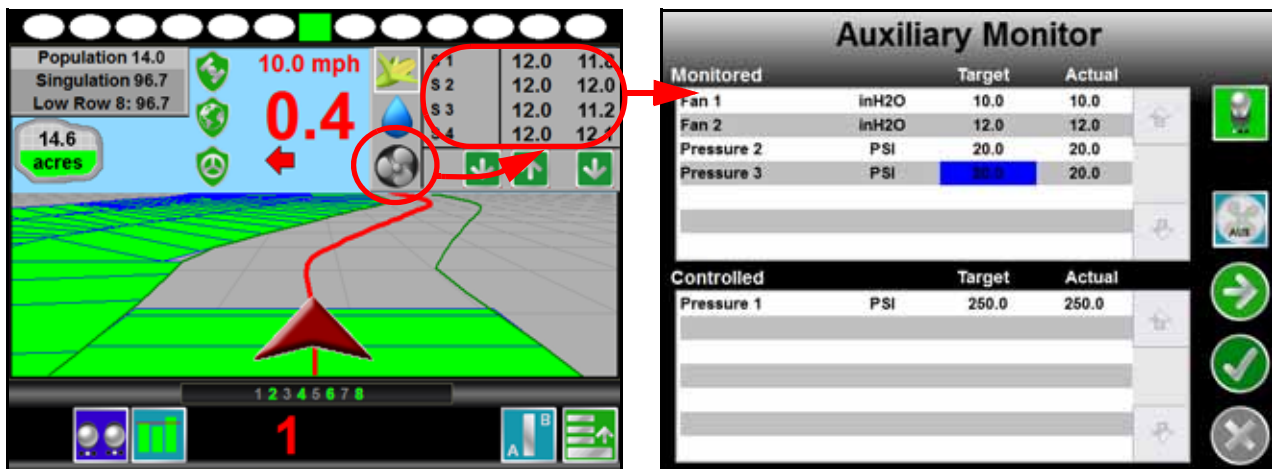 Population 14.0
Singulation 96.7
Low Row 8: 96.7
14.6
acres
10.0 mph
0.4
12.0 11.8
S 2 12.0 12.0
S 3 12.0 11.2
12.0 12.1
1 2 3 4 5 6 7 8
1
A B
Auxiliary Monitor
Monitored Target Actual
Fan 1 inH2O 10.0 10.0
Fan 2 inH2O 12.0 12.0
Pressure 2 PSI 20.0 20.0
Pressure 3 PSI 20.0 20.0
AUX
Controlled Target Actual
Pressure 1 PSI 250.0 250.0